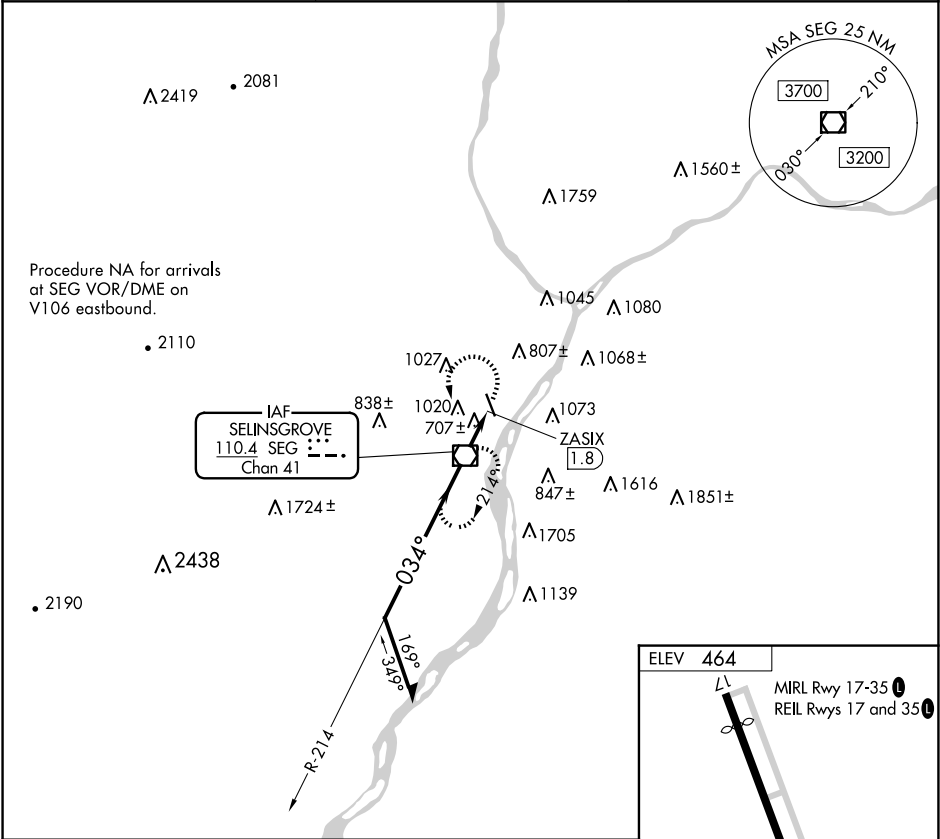 MSA SEG 25 NM
3700
210°
030°
3200
2419
2081
1560 ±
1759
Procedure NA for arrivals
at SEG VOR/DME on
V106 eastbound.
1045
1080
2110
1027
807±
1068±
838±
1020
707±
1073
IAF
SELINSGROVE
110.4 SEG
Chan 41
ZASIX
1.8
214°
847±
1616
1851±
1724±
1705
034°
2438
2190
1139
169°
349°
R-214
ELEV 464
17
MIRL Rwy 17-35 L
REIL Rwys 17 and 35 L